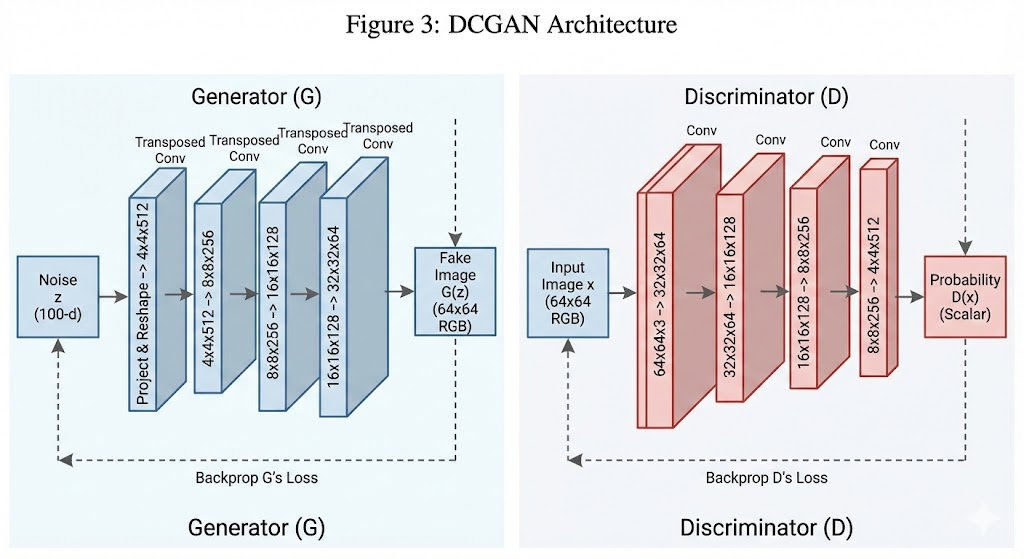 Figure 3: DCGAN Architecture
Generator (G)
Transposed
Conv
Transposed
Conv
Transposed
Conv
Transposed
Conv
Noise
z
(100-d)
Project & Reshape -> 4x4x512
4x4x512 -> 8x8x256
8x8x256 -> 16x16x128
16x16x128 -> 32x32x64
Fake
Image
G(z)
(64x64
RGB)
Backprop G's Loss
Generator (G)
Discriminator (D)
Conv
Conv
Conv
Conv
Input
Image x
(64x64
RGB)
64x64x3 -> 32x32x64
32x32x64 -> 16x16x128
16x16x128 -> 8x8x256
8x8x256 -> 4x4x512
Probability
D(x)
(Scalar)
Backprop D's Loss
Discriminator (D)